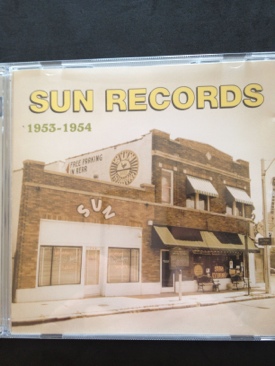 SUN RECORDS
1953-1954
FREE PARKING
IN REAR
SUN